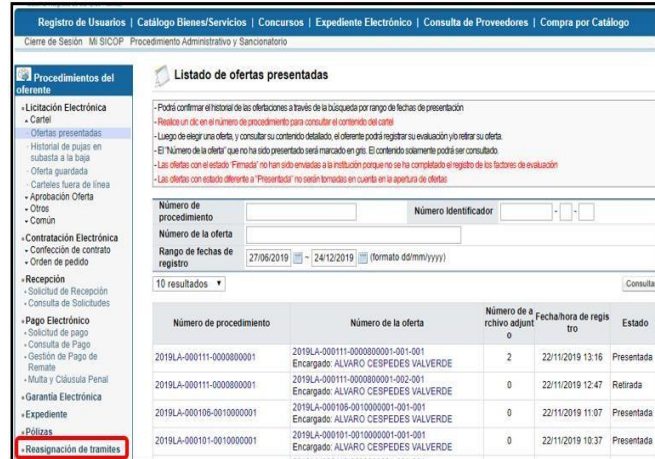 Registro de Usuarios | Catálogo Bienes/Servicios | Concursos | Expediente Electrónico | Consulta de Proveedores | Compra por Catálogo
Cierre de Sesión Mi SICOP Procedimiento Administrativo y Sancionatorio
Procedimientos del oferente
Licitación Electrónica
Cartel
Ofertas presentadas
Historial de pujas en subasta a la baja
Oferta guardada
Carteles fuera de línea
Aprobación Oferta
Otros
Común
Contratación Electrónica
Confección de contrato
Orden de pedido
Recepción
Solicitud de Recepción
Consulta de Solicitudes
Pago Electrónico
Solicitud de pago
Consulta de Pago
Gestión de Pago de Remate
Multa y Cláusula Penal
Garantía Electrónica
Expediente
Pólizas
Reasignación de tramites
Listado de ofertas presentadas
- Podrá confirmar el historial de las ofertaciones a través de la búsqueda por rango de fechas de presentación
- Realice un clic en el número de procedimiento para consultar el contenido del cartel
- Luego de elegir una oferta, y consultar su contenido detallado, el oferente podrá registrar su evaluación y/o retirar su oferta.
- El "Número de la oferta" que no ha sido presentado será marcado en gris. El contenido solamente podrá ser consultado.
- Las ofertas con el estado "Firmada" no han sido enviadas a la institución porque no se ha completado el registro de los factores de evaluación
- Las ofertas con estado diferente a "Presentada" no serán tomadas en cuenta en la apertura de ofertas
Número de procedimiento
Número Identificador - -
Número de la oferta
Rango de fechas de registro 27/06/2019 ~ 24/12/2019 (formato dd/mm/yyyy)
10 resultados Consulta
Número de procedimiento Número de la oferta Número de archivo adjunto Fecha/hora de registro Estado
2019LA-000111-0000800001 2019LA-000111-0000800001-001-001 2 22/11/2019 13:16 Presentada
Encargado: ALVARO CESPEDES VALVERDE
2019LA-000111-0000800001 2019LA-000111-0000800001-002-001 0 22/11/2019 12:47 Retirada
Encargado: ALVARO CESPEDES VALVERDE
2019LA-000106-0010000001 2019LA-000106-0010000001-001-001 0 22/11/2019 11:07 Presentada
Encargado: ALVARO CESPEDES VALVERDE
2019LA-000101-0010000001 2019LA-000101-0010000001-001-001 0 22/11/2019 10:37 Presentada
Encargado: ALVARO CESPEDES VALVERDE